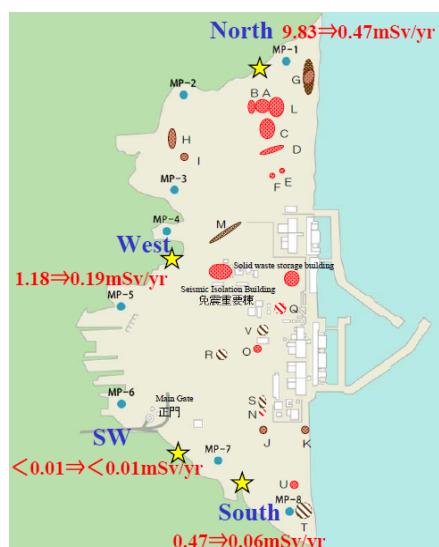 North 9.83⇒0.47mSv/yr
MP-1
MP-2
G
B A
L
C
H
D
I
F E
MP-3
MP-4
M
West
Solid waste storage building
1.18⇒0.19mSv/yr
Seismic Isolation Building
免震重要棟
MP-5
Q
V
R
O
Main Gate
正門
MP-6
S
N
SW
J
K
MP-7
<0.01⇒<0.01mSv/yr
U
MP-8
South
T
0.47⇒0.06mSv/yr